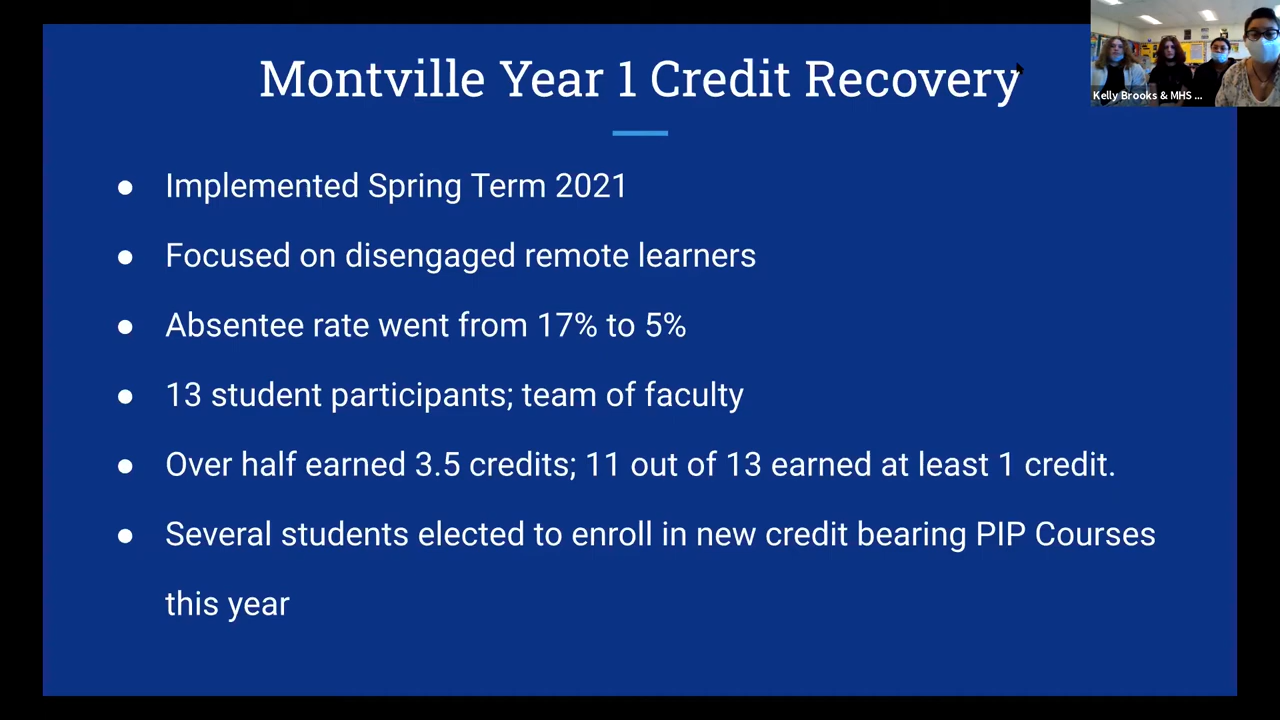 Montville Year 1 Credit Recovery
Kelly Brooks & MHS ...
● Implemented Spring Term 2021
● Focused on disengaged remote learners
● Absentee rate went from 17% to 5%
● 13 student participants; team of faculty
● Over half earned 3.5 credits; 11 out of 13 earned at least 1 credit.
● Several students elected to enroll in new credit bearing PIP Courses
this year